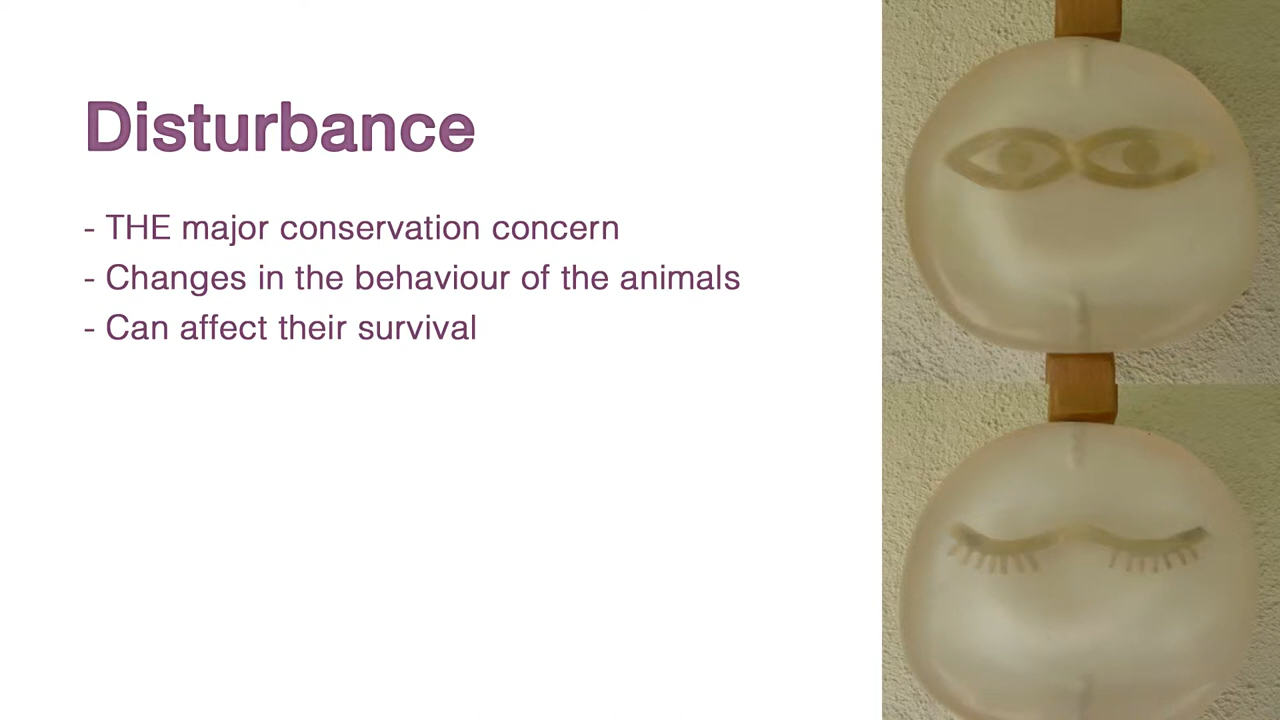 Disturbance
- THE major conservation concern
- Changes in the behaviour of the animals
- Can affect their survival